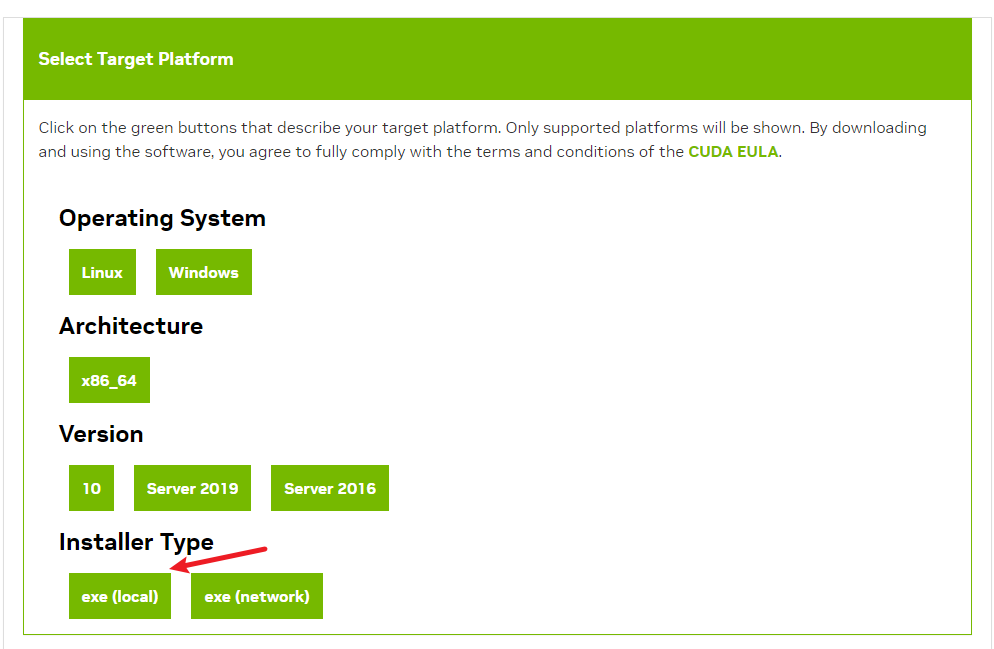 Select Target Platform
Click on the green buttons that describe your target platform. Only supported platforms will be shown. By downloading
and using the software, you agree to fully comply with the terms and conditions of the CUDA EULA.
Operating System
Linux Windows
Architecture
x86_64
Version
10 Server 2019 Server 2016
Installer Type
exe (local) exe (network)